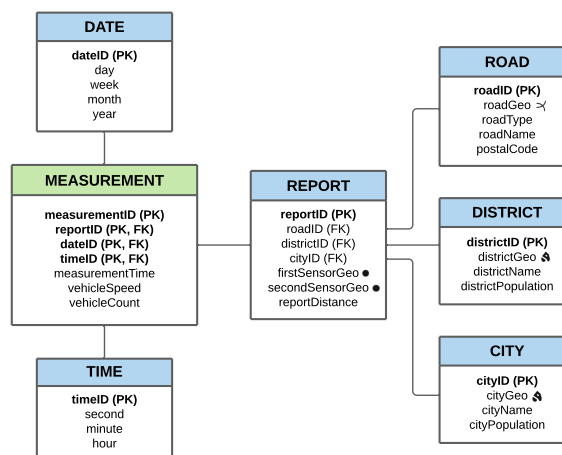 DATE
dateID (PK)
day
week
month
year
MEASUREMENT
measurementID (PK)
reportID (PK, FK)
dateID (PK, FK)
timeID (PK, FK)
measurementTime
vehicleSpeed
vehicleCount
TIME
timeID (PK)
second
minute
hour
REPORT
reportID (PK)
roadID (FK)
districtID (FK)
cityID (FK)
firstSensorGeo
secondSensorGeo
reportDistance
ROAD
roadID (PK)
roadGeo
roadType
roadName
postalCode
DISTRICT
districtID (PK)
districtGeo
districtName
districtPopulation
CITY
cityID (PK)
cityGeo
cityName
cityPopulation